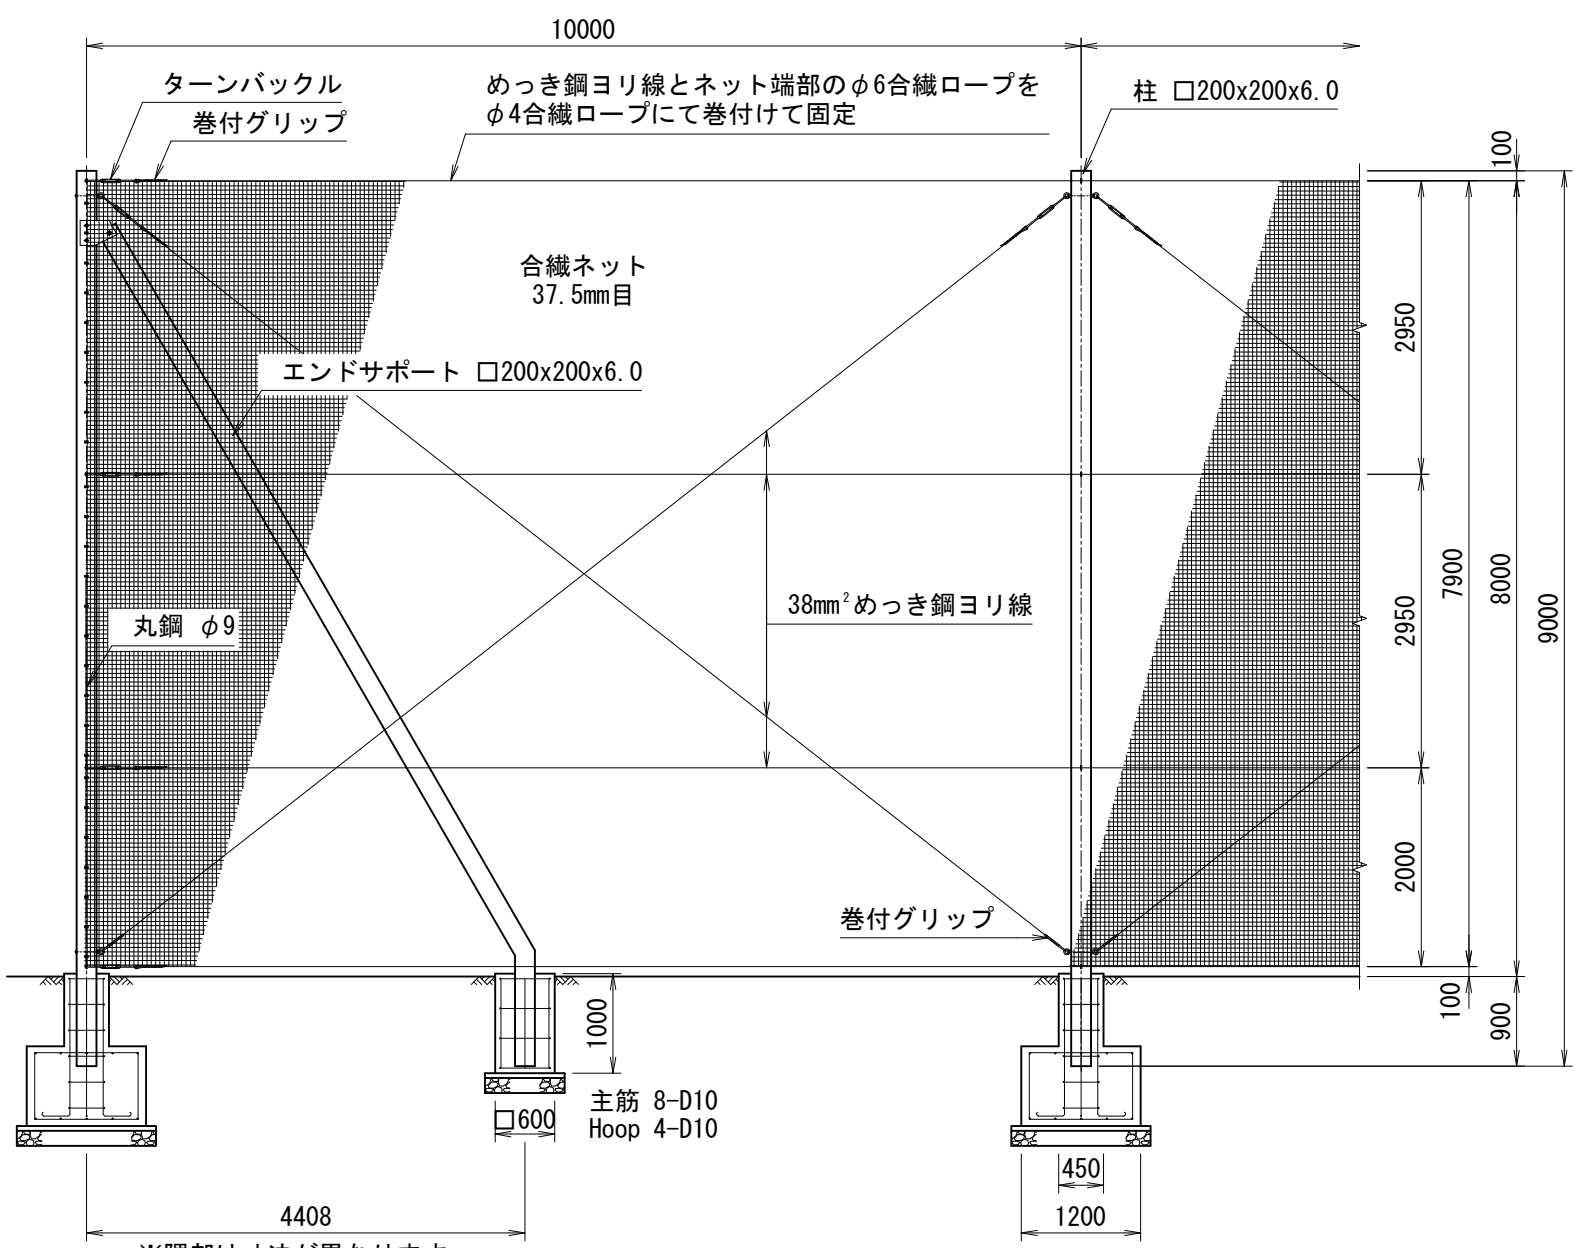 10000
ターンバックル
巻付グリップ
めっき鋼ヨリ線とネット端部のφ6合繊ロープを
φ4合繊ロープにて巻付けて固定
柱 □200x200x6.0
100
合繊ネット
37.5mm目
2950
エンドサポート □200x200x6.0
38mm²めっき鋼ヨリ線
丸鋼 φ9
2950
7900
8000
9000
2000
巻付グリップ
100
900
1000
主筋 8-D10
Hoop 4-D10
□600
450
1200
4408